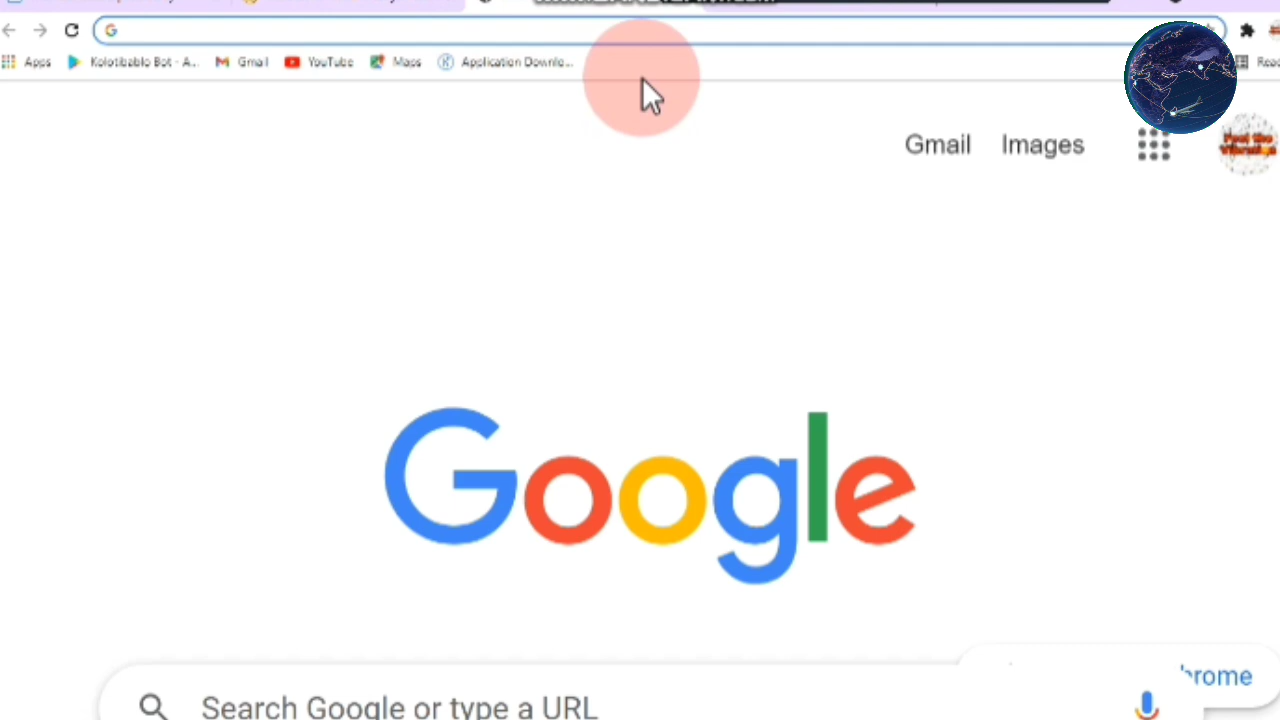 Apps Kolotibablo Bot - A... Gmail YouTube Maps Application Downlo...
Gmail Images
Google
Search Google or type a URL